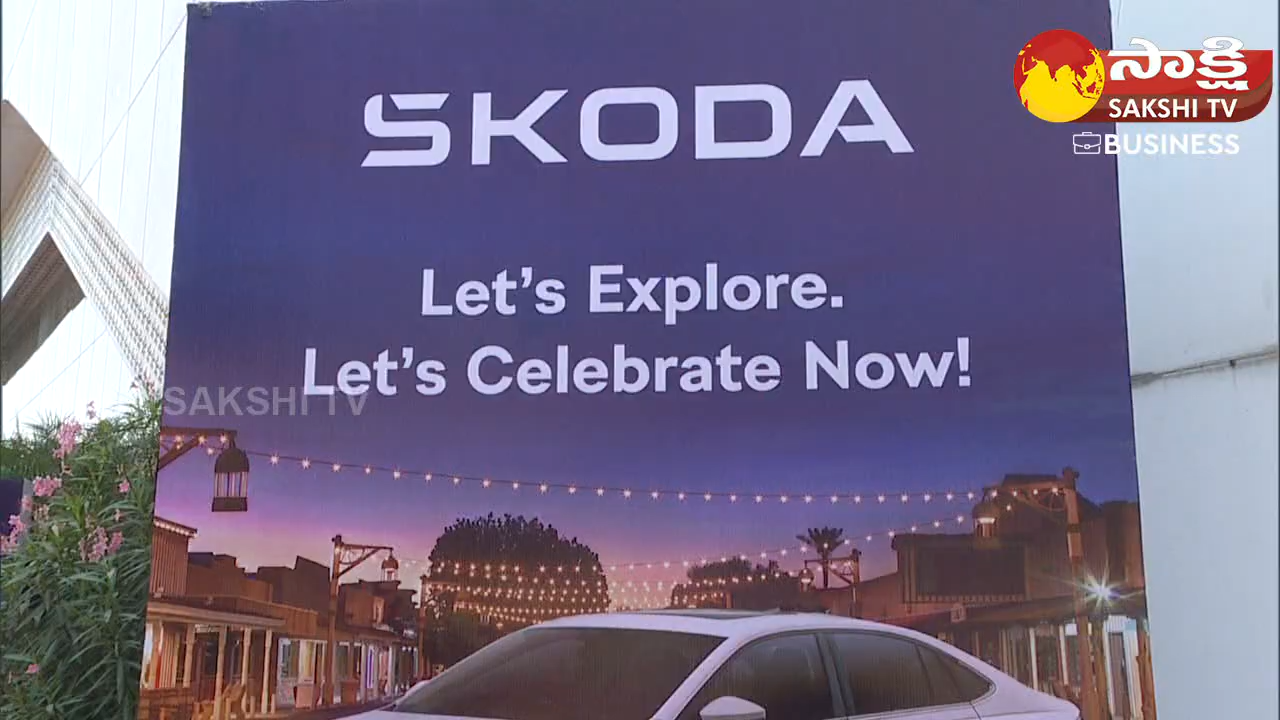 SKODA
Let's Explore.
Let's Celebrate Now!
సాక్షి
SAKSHI TV
BUSINESS
SAKSHI TV